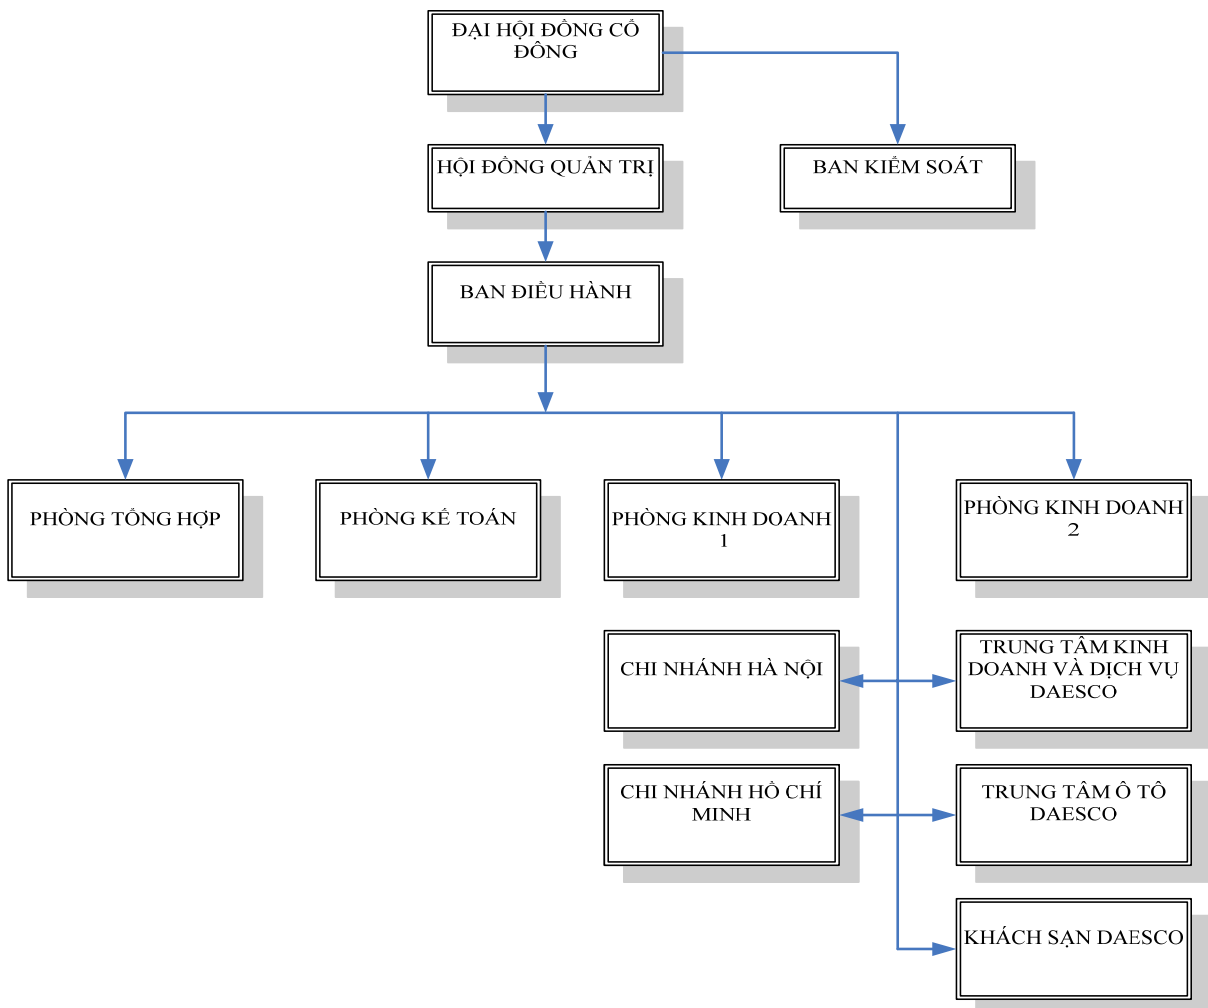 ĐẠI HỘI ĐỒNG CỔ
ĐÔNG
HỘI ĐỒNG QUẢN TRỊ
BAN KIỂM SOÁT
BAN ĐIỀU HÀNH
PHÒNG TỔNG HỢP
PHÒNG KẾ TOÁN
PHÒNG KINH DOANH
1
PHÒNG KINH DOANH
2
CHI NHÁNH HÀ NỘI
TRUNG TÂM KINH
DOANH VÀ DỊCH VỤ
DAESCO
CHI NHÁNH HỒ CHÍ
MINH
TRUNG TÂM Ô TÔ
DAESCO
KHÁCH SẠN DAESCO